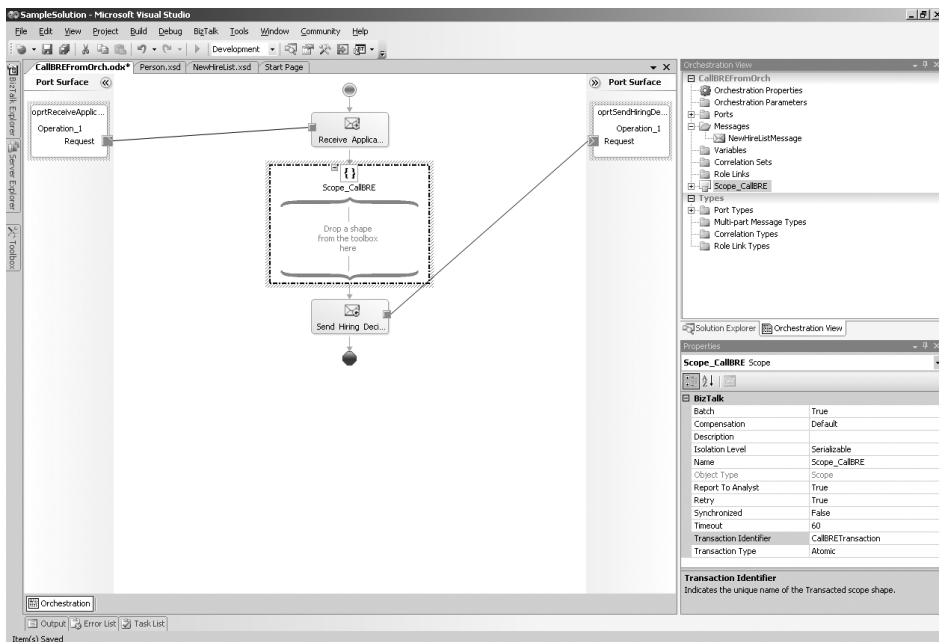 SampleSolution - Microsoft Visual Studio
File Edit View Project Build Debug BizTalk Tools Window Community Help
Development
CallBREFromOrch.odx* Person.xsd NewHireList.xsd Start Page
BizTalk Explorer
Server Explorer
Toolbox
Port Surface
oprtReceiveApplic...
Operation_1
Request
Receive_Applica...
Scope_CallBRE
Drop a shape
from the toolbox
here
Send_Hiring_Deci...
Port Surface
oprtSendHiringDe...
Operation_1
Request
Orchestration
Orchestration View
CallBREFromOrch
Orchestration Properties
Orchestration Parameters
Ports
Messages
NewHireListMessage
Variables
Correlation Sets
Role Links
Scope_CallBRE
Types
Port Types
Multi-part Message Types
Correlation Types
Role Link Types
Solution Explorer Orchestration View
Properties
Scope_CallBRE Scope
BizTalk
Batch True
Compensation Default
Description
Isolation Level Serializable
Name Scope_CallBRE
Object Type Scope
Report To Analyst True
Retry True
Synchronized False
Timeout 60
Transaction Identifier CallBRETransaction
Transaction Type Atomic
Transaction Identifier
Indicates the unique name of the Transacted scope shape.
Output Error List Task List
Item(s) Saved